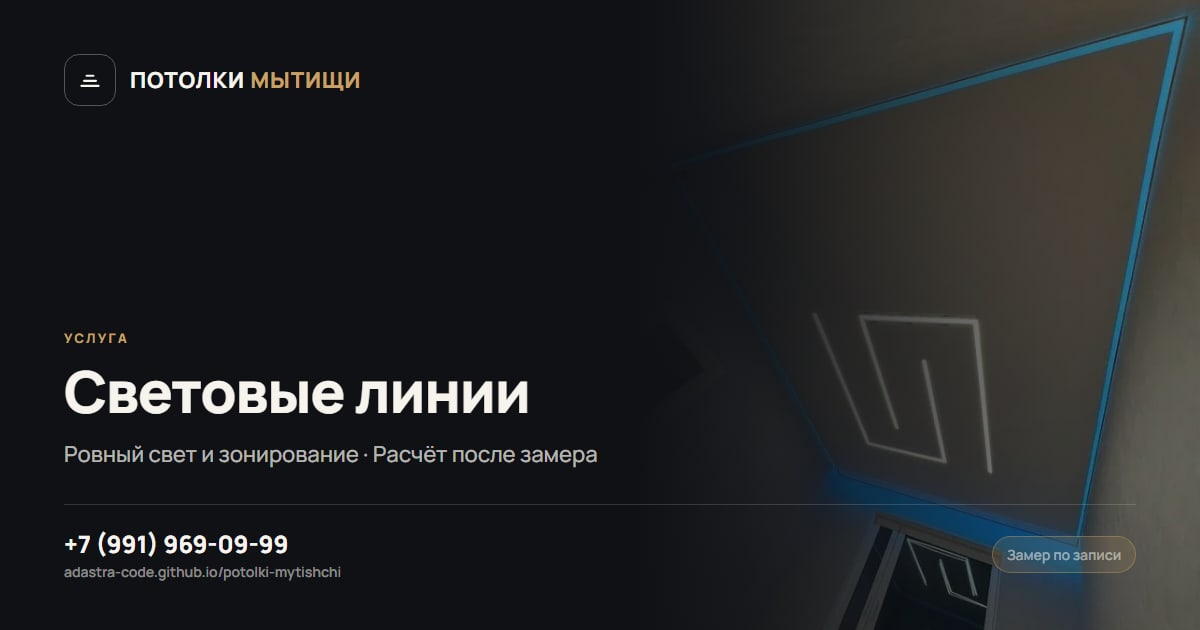 ПОТОЛКИ МЫТИЩИ
УСЛУГА
Световые линии
Ровный свет и зонирование · Расчёт после замера
+7 (991) 969-09-99
adastra-code.github.io/potolki-mytishchi
Замер по записи